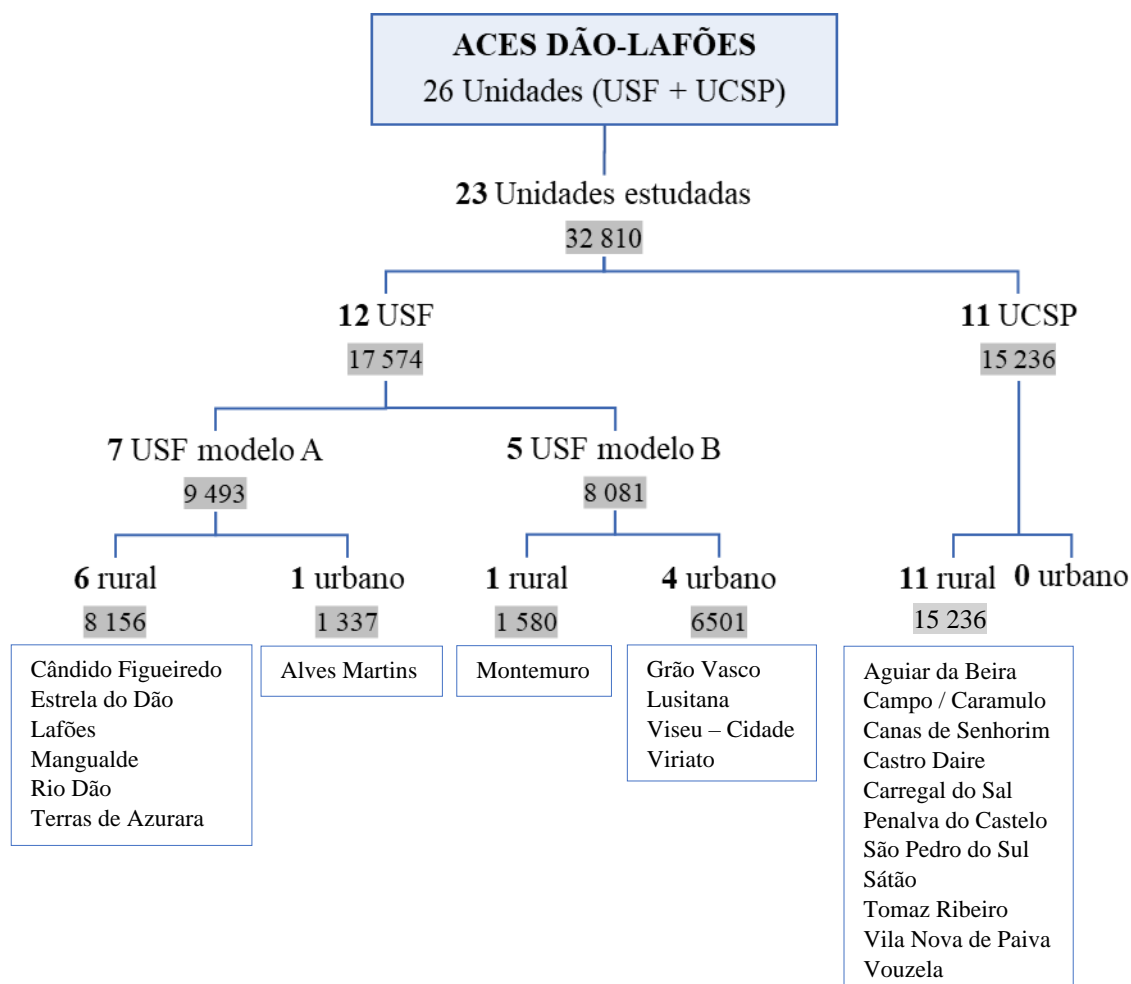 ACES DÃO-LAFÕES
26 Unidades (USF + UCSP)
23 Unidades estudadas
32 810
12 USF
17 574
11 UCSP
15 236
7 USF modelo A
9 493
5 USF modelo B
8 081
6 rural
8 156
1 urbano
1 337
1 rural
1 580
4 urbano
6501
11 rural
15 236
0 urbano
Cândido Figueiredo
Estrela do Dão
Lafões
Mangualde
Rio Dão
Terras de Azurara
Alves Martins
Montemuro
Grão Vasco
Lusitana
Viseu – Cidade
Viriato
Aguiar da Beira
Campo / Caramulo
Canas de Senhorim
Castro Daire
Carregal do Sal
Penalva do Castelo
São Pedro do Sul
Sátão
Tomaz Ribeiro
Vila Nova de Paiva
Vouzela